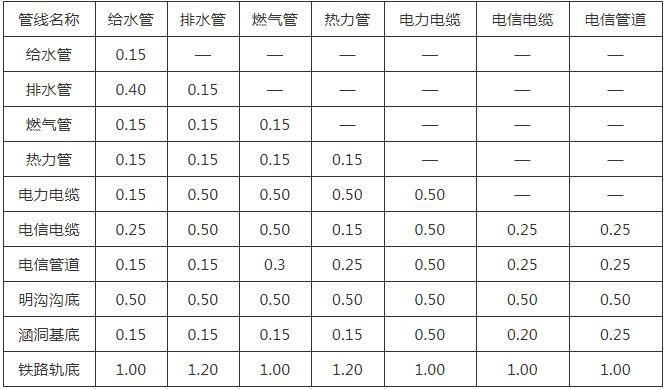 管线名称 给水管 排水管 燃气管 热力管 电力电缆 电信电缆 电信管道
给水管 0.15 — — — — — —
排水管 0.40 0.15 — — — — —
燃气管 0.15 0.15 0.15 — — — —
热力管 0.15 0.15 0.15 0.15 — — —
电力电缆 0.15 0.50 0.50 0.50 0.50 — —
电信电缆 0.25 0.50 0.50 0.15 0.50 0.25 0.25
电信管道 0.15 0.15 0.3 0.25 0.50 0.25 0.25
明沟沟底 0.50 0.50 0.50 0.50 0.50 0.50 0.50
涵洞基底 0.15 0.15 0.15 0.15 0.50 0.20 0.25
铁路轨底 1.00 1.20 1.00 1.20 1.00 1.00 1.00